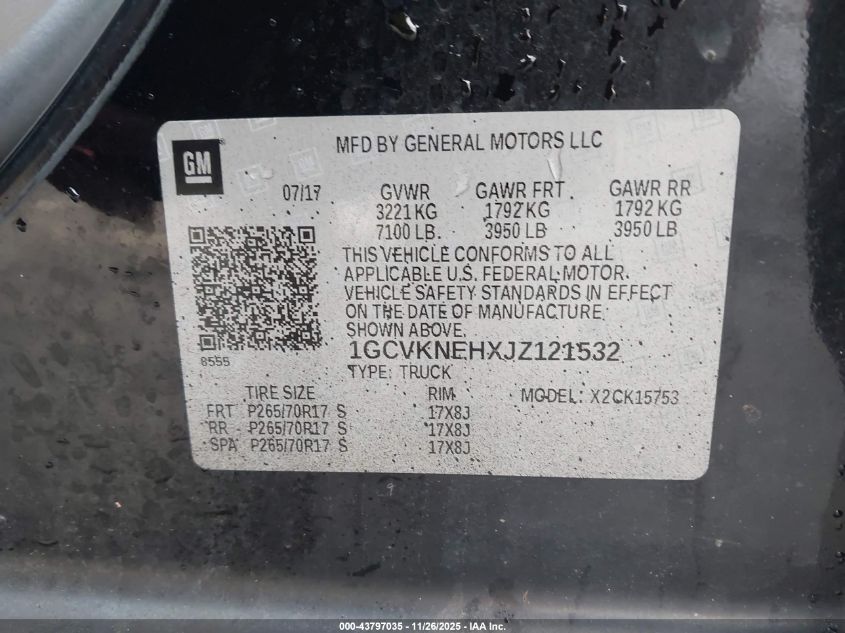 MFD BY GENERAL MOTORS LLC
GM
07/17 GVWR GAWR FRT GAWR RR
3221 KG 1792 KG 1792 KG
7100 LB. 3950 LB 3950 LB
THIS VEHICLE CONFORMS TO ALL
APPLICABLE U.S. FEDERAL MOTOR
VEHICLE SAFETY STANDARDS IN EFFECT
ON THE DATE OF MANUFACTURE
SHOWN ABOVE.
8555
1GCVKNEHXJZ121532
TYPE: TRUCK
TIRE SIZE RIM MODEL: X2CK15753
FRT P265/70R17 S 17X8J
RR P265/70R17 S 17X8J
SPA P265/70R17 S 17X8J
000-43797035 - 11/26/2025 - IAA Inc.